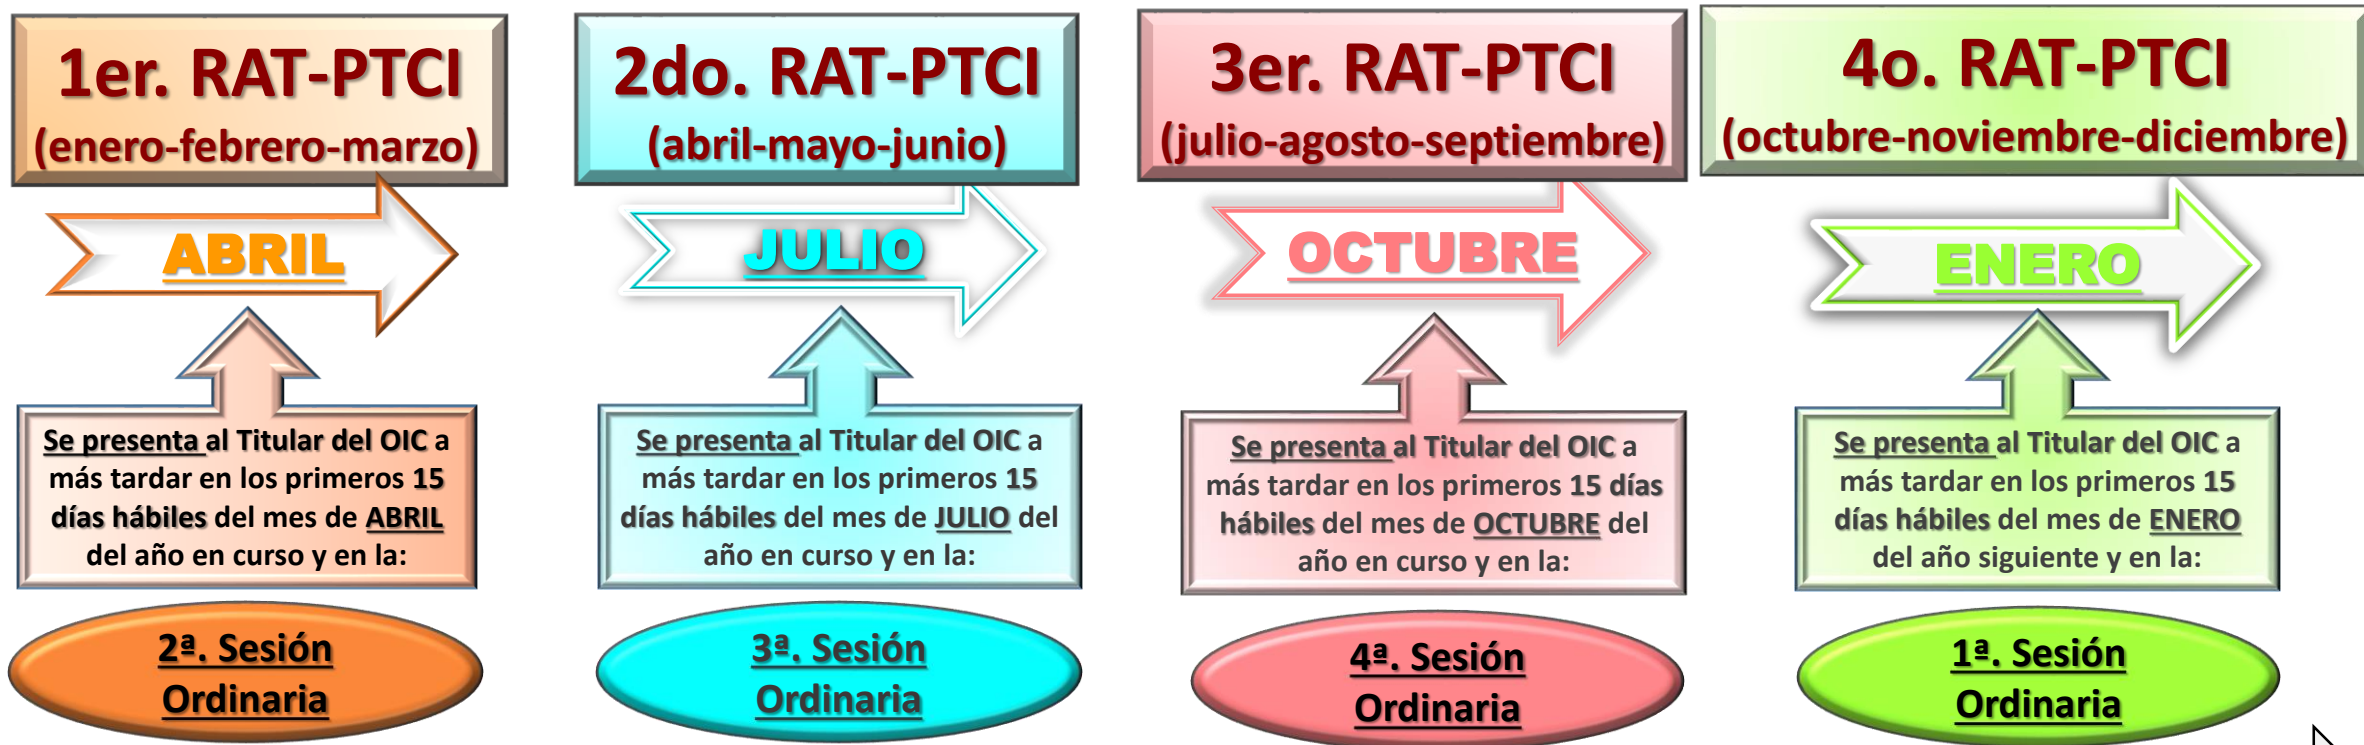 1er. RAT-PTCI
(enero-febrero-marzo)
ABRIL
Se presenta al Titular del OIC a
más tardar en los primeros 15
días hábiles del mes de ABRIL
del año en curso y en la:
2ª. Sesión
Ordinaria
2do. RAT-PTCI
(abril-mayo-junio)
JULIO
Se presenta al Titular del OIC a
más tardar en los primeros 15
días hábiles del mes de JULIO del
año en curso y en la:
3ª. Sesión
Ordinaria
3er. RAT-PTCI
(julio-agosto-septiembre)
OCTUBRE
Se presenta al Titular del OIC a
más tardar en los primeros 15 días
hábiles del mes de OCTUBRE del
año en curso y en la:
4ª. Sesión
Ordinaria
4o. RAT-PTCI
(octubre-noviembre-diciembre)
ENERO
Se presenta al Titular del OIC a
más tardar en los primeros 15
días hábiles del mes de ENERO
del año siguiente y en la:
1ª. Sesión
Ordinaria